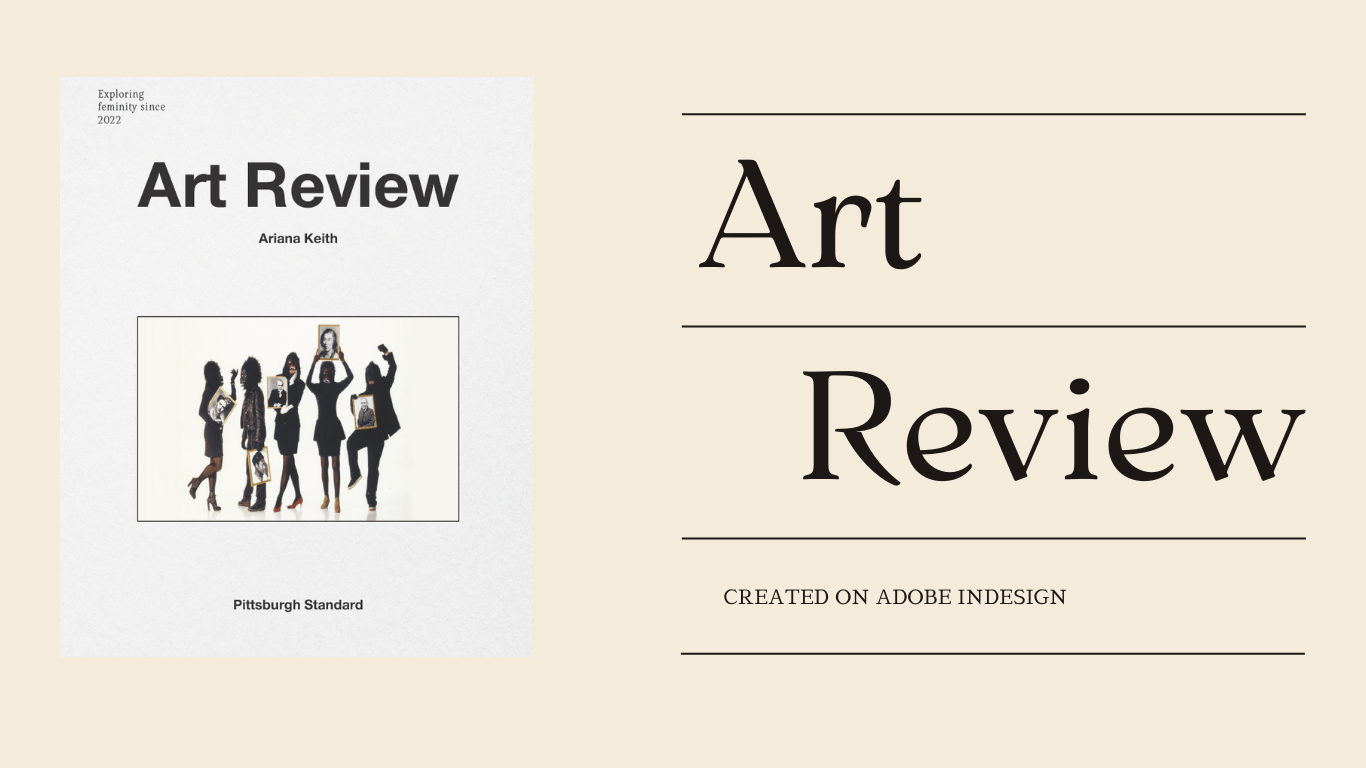 Exploring
feminity since
2022
Art Review
Ariana Keith
Pittsburgh Standard
Art
Review
CREATED ON ADOBE INDESIGN